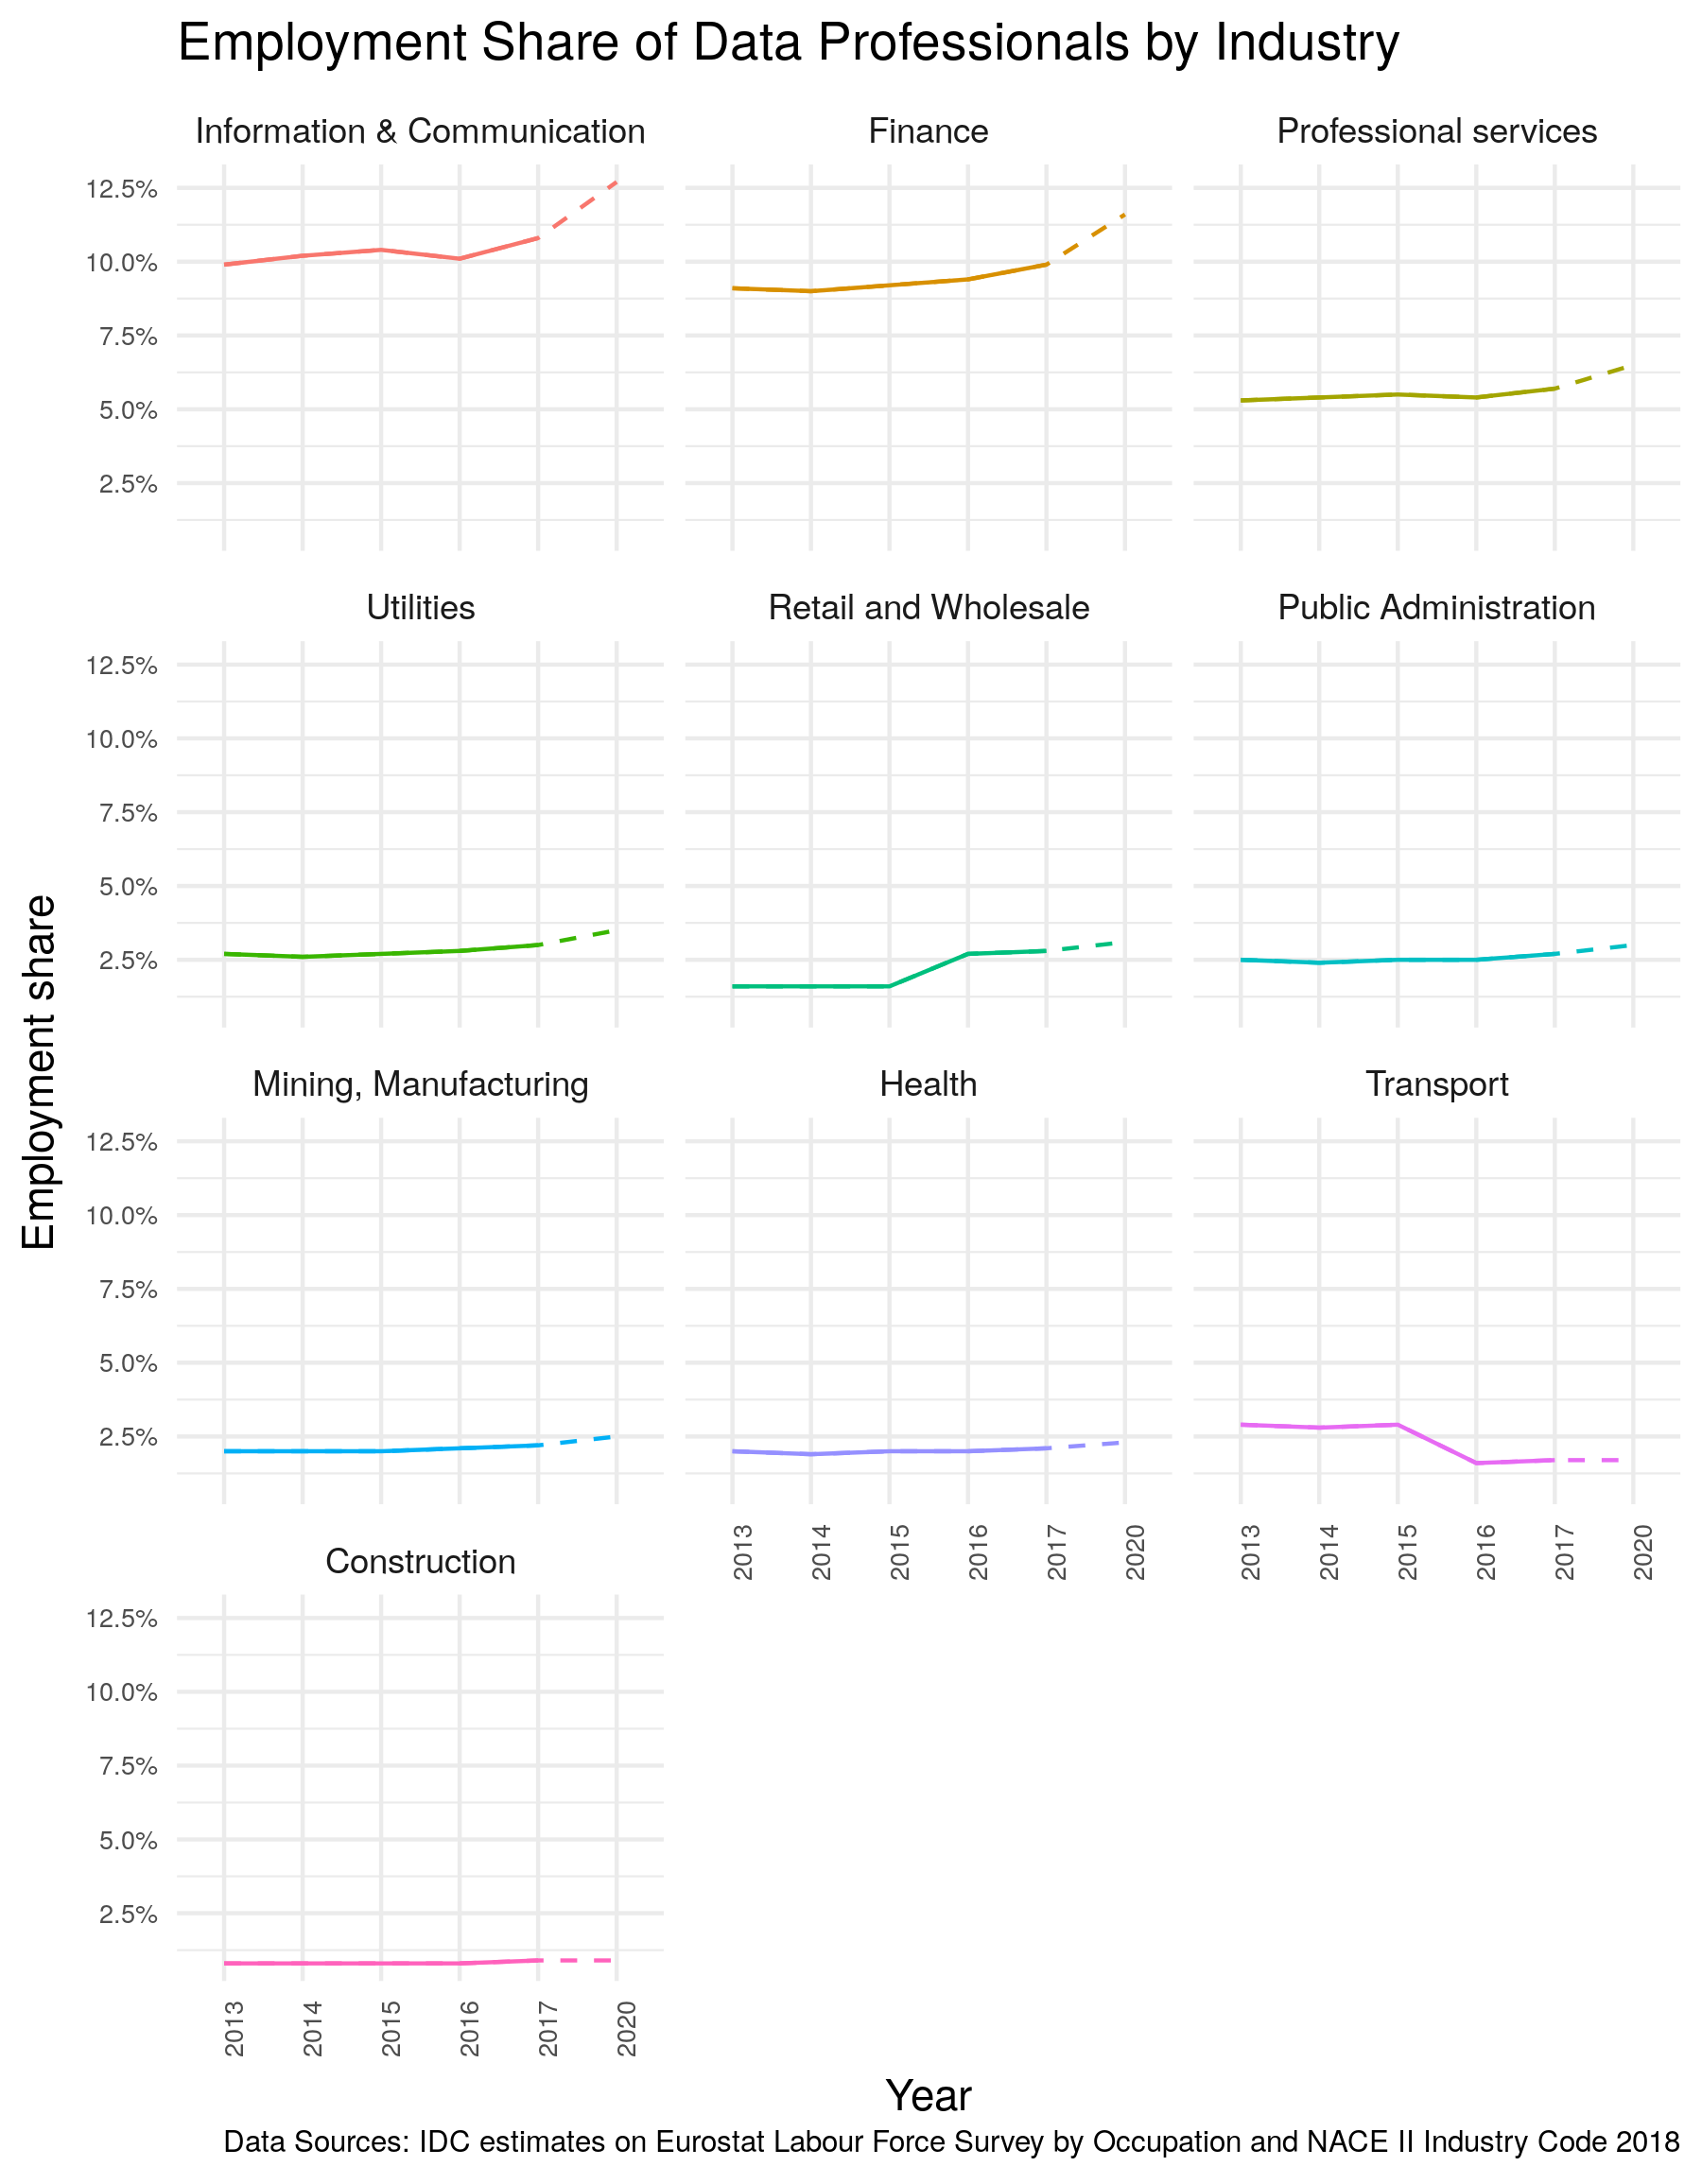 Employment Share of Data Professionals by Industry
Information & Communication
Finance
Professional services
12.5%
10.0%
7.5%
5.0%
2.5%
Utilities
Retail and Wholesale
Public Administration
12.5%
10.0%
7.5%
5.0%
2.5%
Employment share
Mining, Manufacturing
Health
Transport
12.5%
10.0%
7.5%
5.0%
2.5%
2013 2014 2015 2016 2017 2020
2013 2014 2015 2016 2017 2020
Construction
12.5%
10.0%
7.5%
5.0%
2.5%
2013 2014 2015 2016 2017 2020
Year
Data Sources: IDC estimates on Eurostat Labour Force Survey by Occupation and NACE II Industry Code 2018